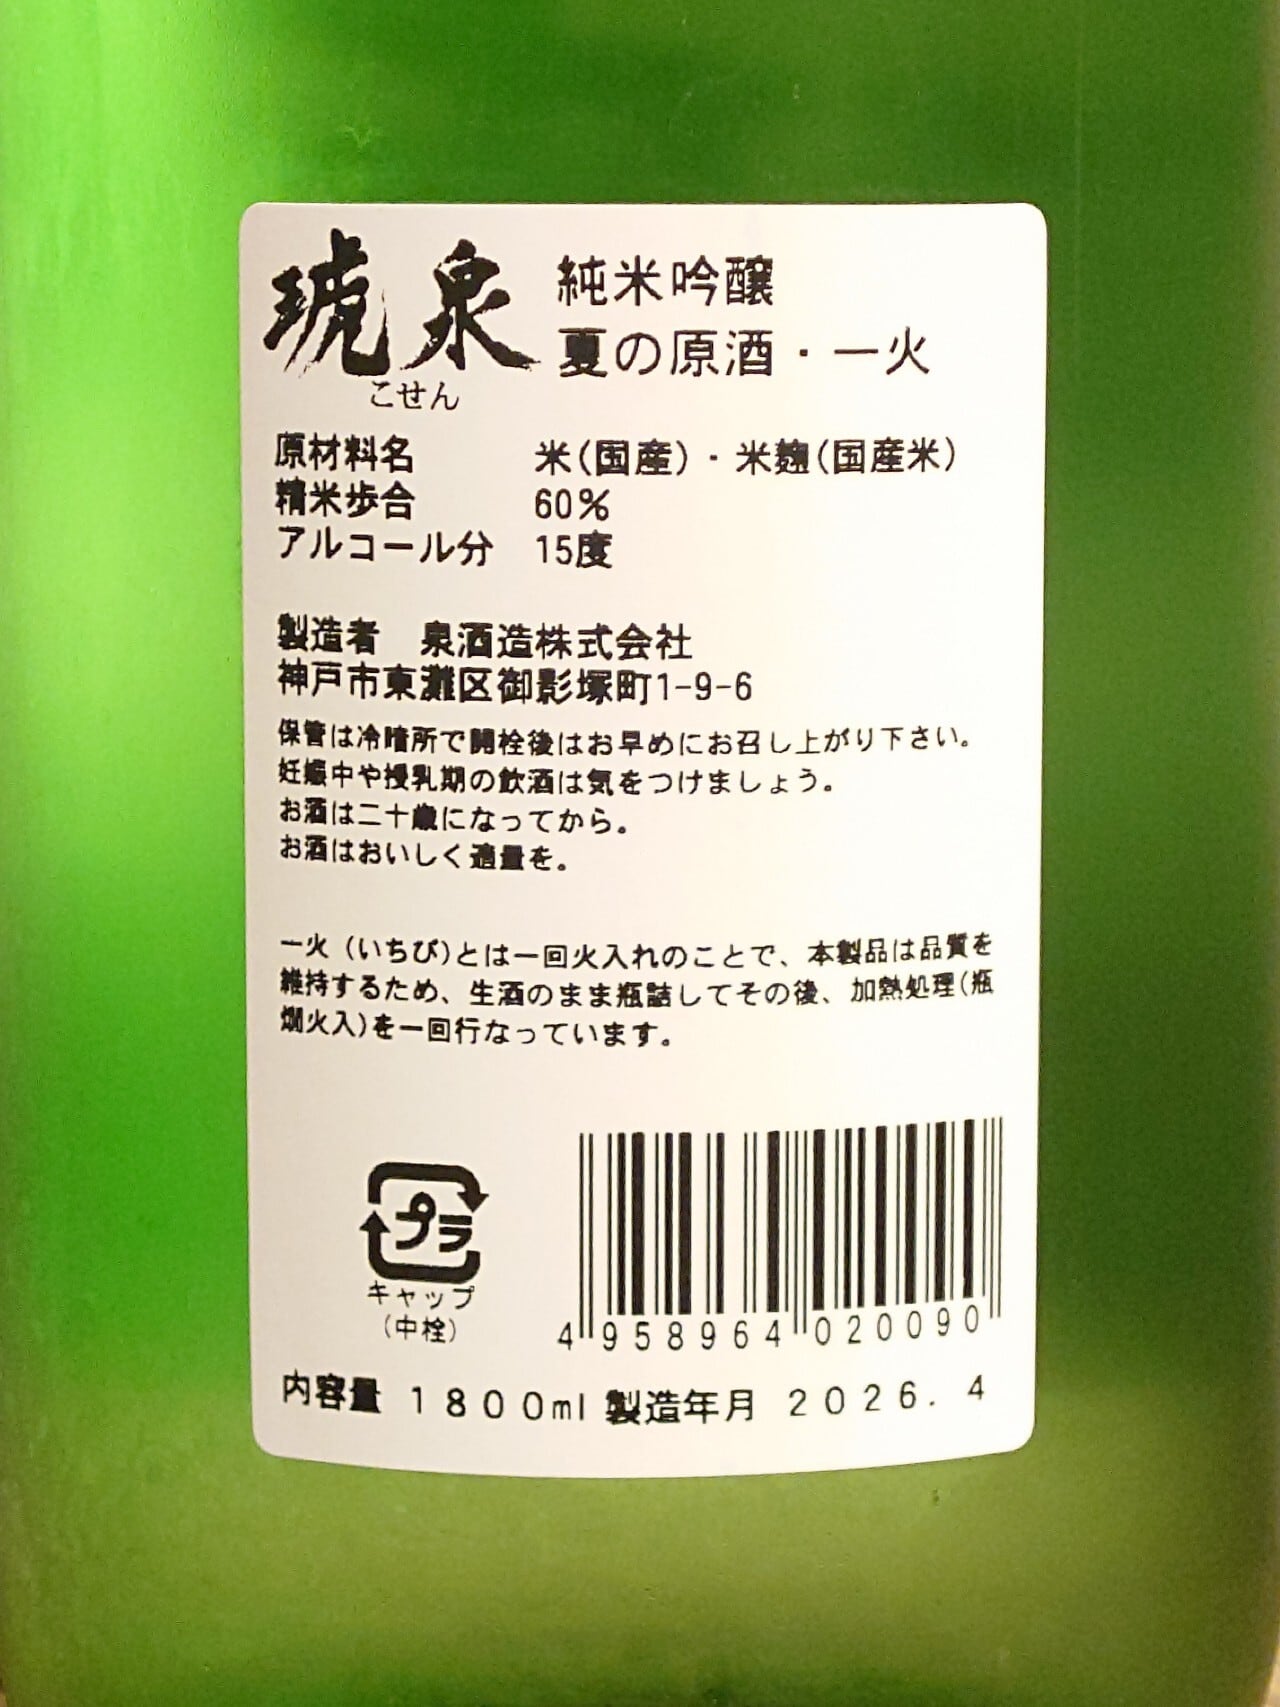 琥泉 純米吟醸
こせん 夏の原酒・一火
原材料名 米(国産)・米麹(国産米)
精米歩合 60%
アルコール分 15度
製造者 泉酒造株式会社
神戸市東灘区御影塚町1-9-6
保管は冷暗所で開栓後はお早めにお召し上がり下さい。
妊娠中や授乳期の飲酒は気をつけましょう。
お酒は二十歳になってから。
お酒はおいしく適量を。
一火(いちび)とは一回火入れのことで、本製品は品質を
維持するため、生酒のまま瓶詰してその後、加熱処理(瓶
燗火入)を一回行なっています。
プラ
キャップ
(中栓)
4 958964 020090
内容量 1800ml 製造年月 2026.4